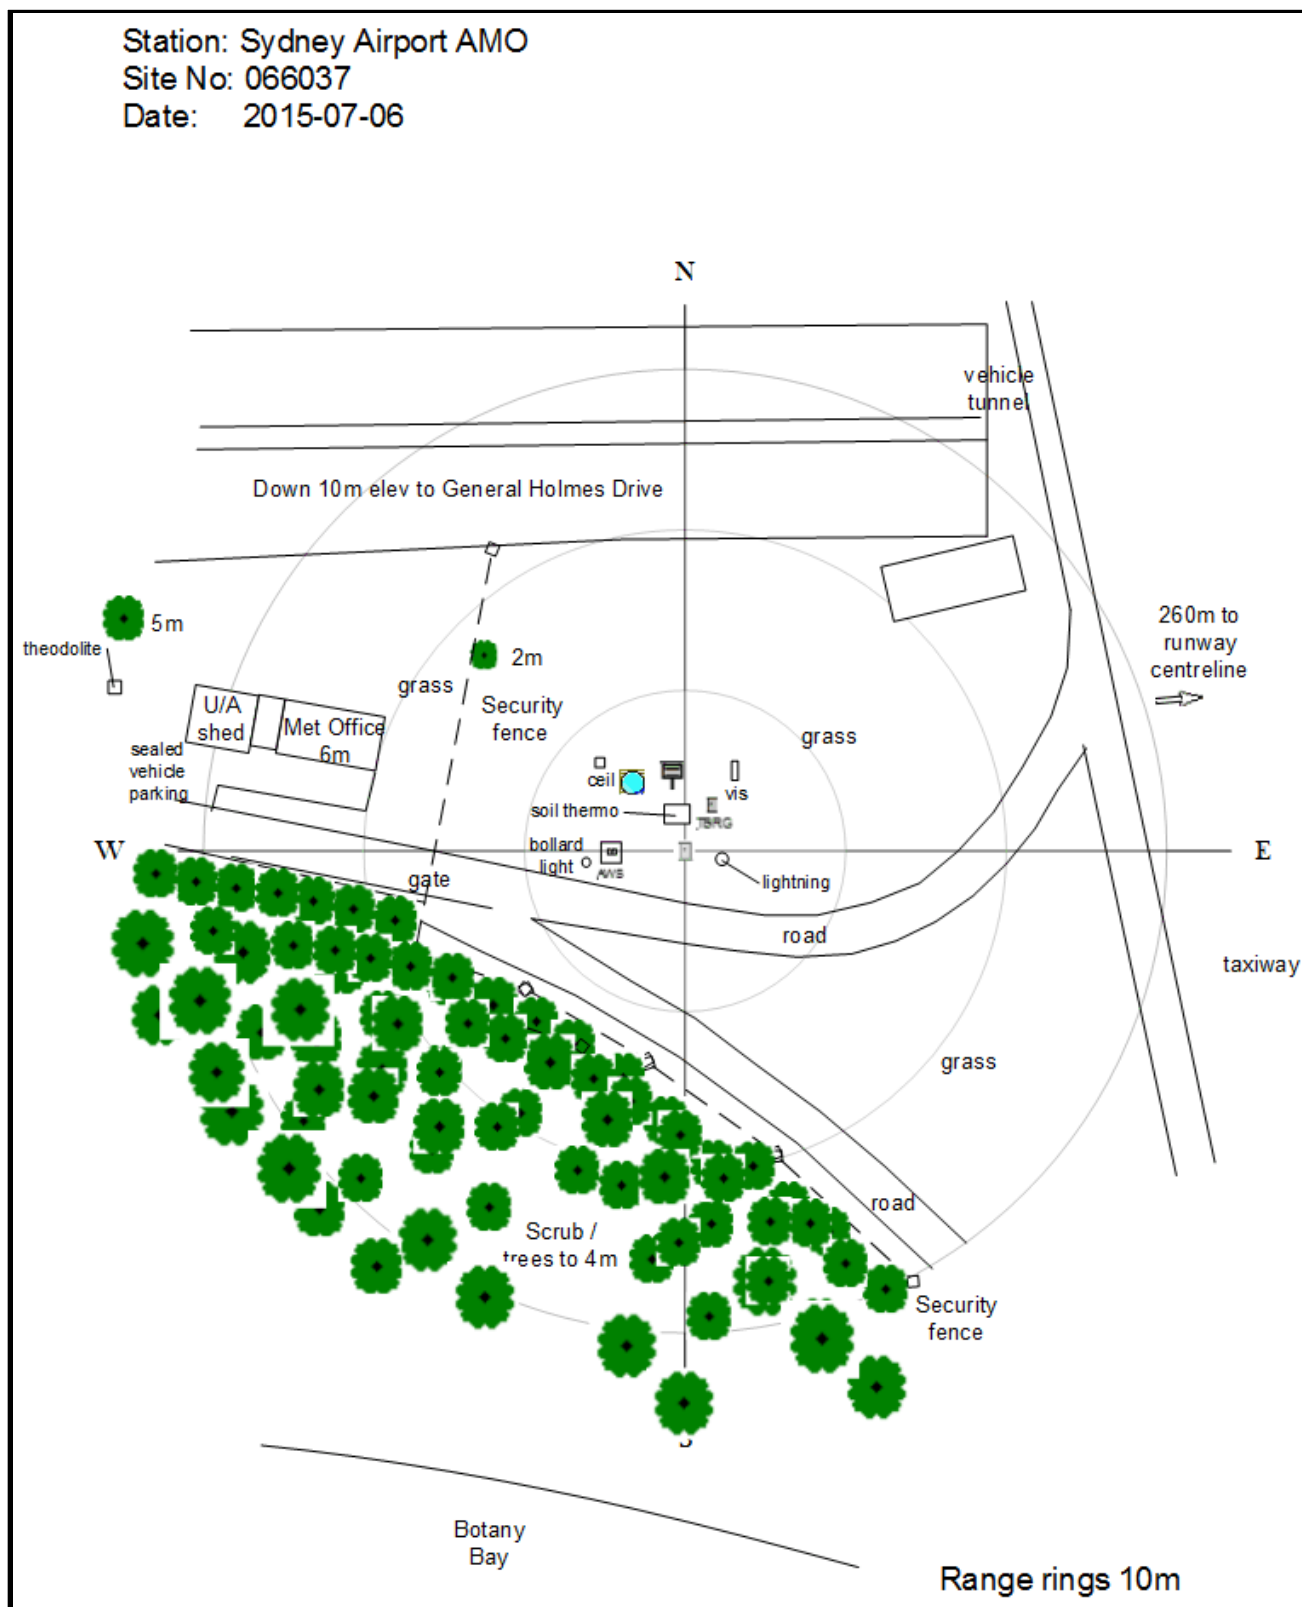 Station: Sydney Airport AMO
Site No: 066037
Date: 2015-07-06
N
vehicle
tunnel
Down 10m elev to General Holmes Drive
5m
theodolite
2m
260m to
runway
centreline
grass
U/A
shed
Met Office
6m
Security
fence
grass
sealed
vehicle
parking
ceil
vis
soil thermo
TBRG
W
bollard
light
AWS
E
gate
lightning
road
taxiway
grass
road
Scrub /
trees to 4m
Security
fence
S
Botany
Bay
Range rings 10m